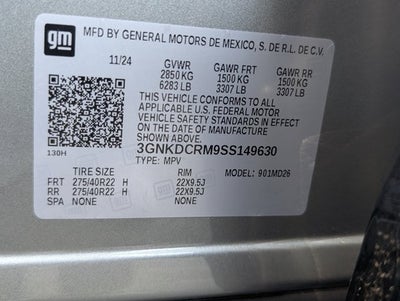 gm MFD BY GENERAL MOTORS DE MEXICO, S. DE R.L. DE C.V.
11/24 GVWR GAWR FRT GAWR RR
2850 KG 1500 KG 1500 KG
6283 LB 3307 LB 3307 LB
THIS VEHICLE CONFORMS TO ALL
APPLICABLE U.S. FEDERAL MOTOR
VEHICLE SAFETY STANDARDS IN EFFECT
ON THE DATE OF MANUFACTURE
SHOWN ABOVE.
130H 3GNKDCRM9SS149630
TYPE: MPV
TIRE SIZE RIM MODEL: 901MD26
FRT 275/40R22 H 22X9.5J
RR 275/40R22 H 22X9.5J
SPA NONE NONE